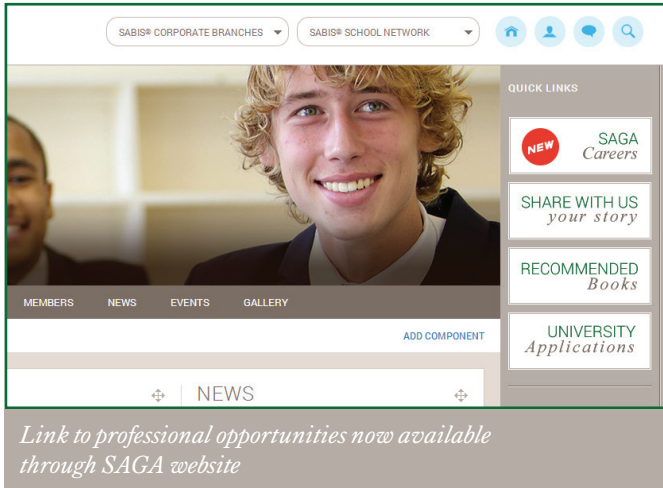 SABIS® CORPORATE BRANCHES
SABIS® SCHOOL NETWORK
QUICK LINKS
NEW
SAGA
Careers
SHARE WITH US
your story
RECOMMENDED
Books
UNIVERSITY
Applications
MEMBERS NEWS EVENTS GALLERY
ADD COMPONENT
NEWS
Link to professional opportunities now available
through SAGA website